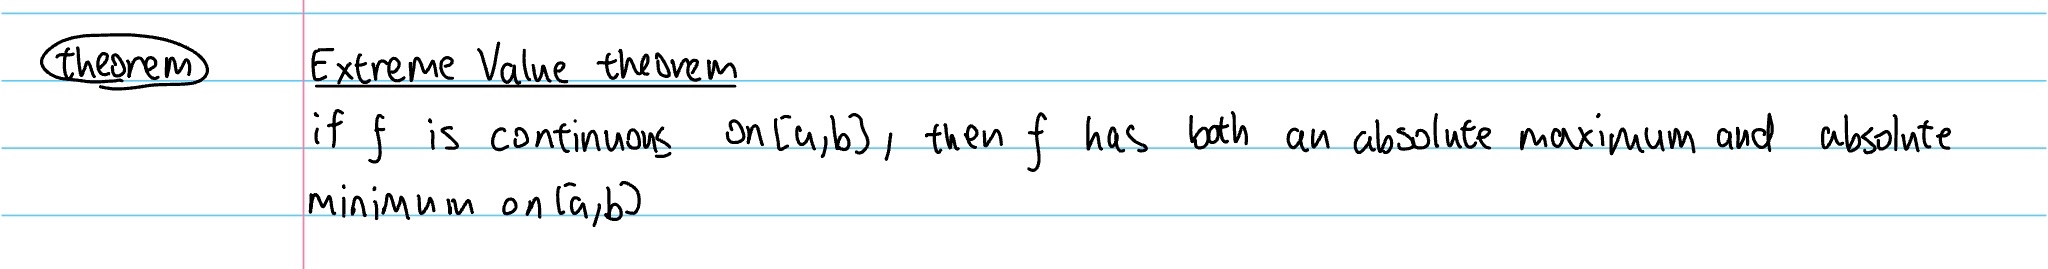 theorem
Extreme Value theorem
if f is continuous on [a,b], then f has both an absolute maximum and absolute
minimum on [a,b]